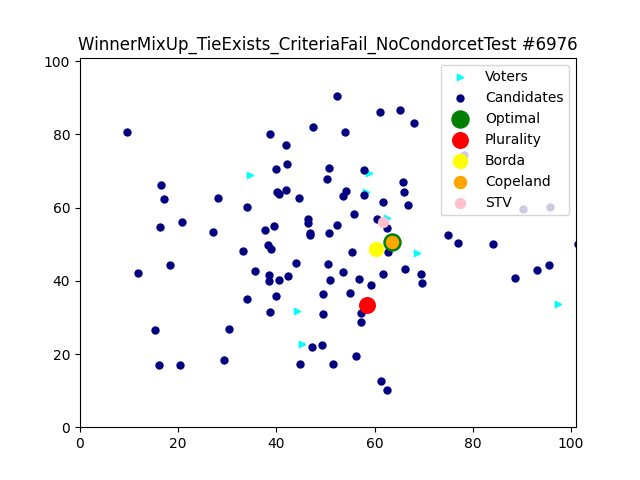 WinnerMixUp_TieExists_CriteriaFail_NoCondorcetTest #6976
100
80
60
40
20
0
0 20 40 60 80 100
Voters
Candidates
Optimal
Plurality
Borda
Copeland
STV